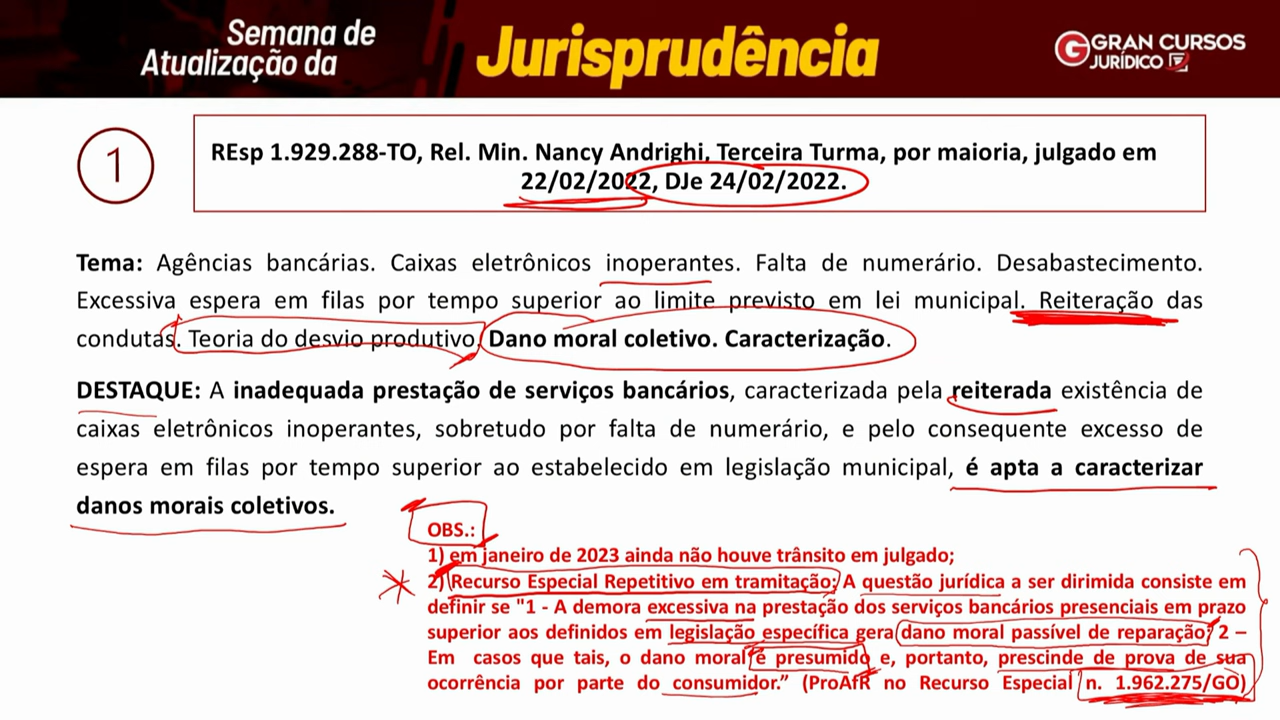 Semana de
Atualização da
Jurisprudência
GRAN CURSOS
JURÍDICO
1
REsp 1.929.288-TO, Rel. Min. Nancy Andrighi, Terceira Turma, por maioria, julgado em
22/02/2022, DJe 24/02/2022.
Tema: Agências bancárias. Caixas eletrônicos inoperantes. Falta de numerário. Desabastecimento.
Excessiva espera em filas por tempo superior ao limite previsto em lei municipal. Reiteração das
condutas. Teoria do desvio produtivo. Dano moral coletivo. Caracterização.
DESTAQUE: A inadequada prestação de serviços bancários, caracterizada pela reiterada existência de
caixas eletrônicos inoperantes, sobretudo por falta de numerário, e pelo consequente excesso de
espera em filas por tempo superior ao estabelecido em legislação municipal, é apta a caracterizar
danos morais coletivos.
OBS.:
1) em janeiro de 2023 ainda não houve trânsito em julgado;
2) Recurso Especial Repetitivo em tramitação: A questão jurídica a ser dirimida consiste em
definir se "1 - A demora excessiva na prestação dos serviços bancários presenciais em prazo
superior aos definidos em legislação específica gera dano moral passível de reparação; 2 –
Em casos que tais, o dano moral é presumido e, portanto, prescinde de prova de sua
ocorrência por parte do consumidor.” (ProAfR no Recurso Especial n. 1.962.275/GO)